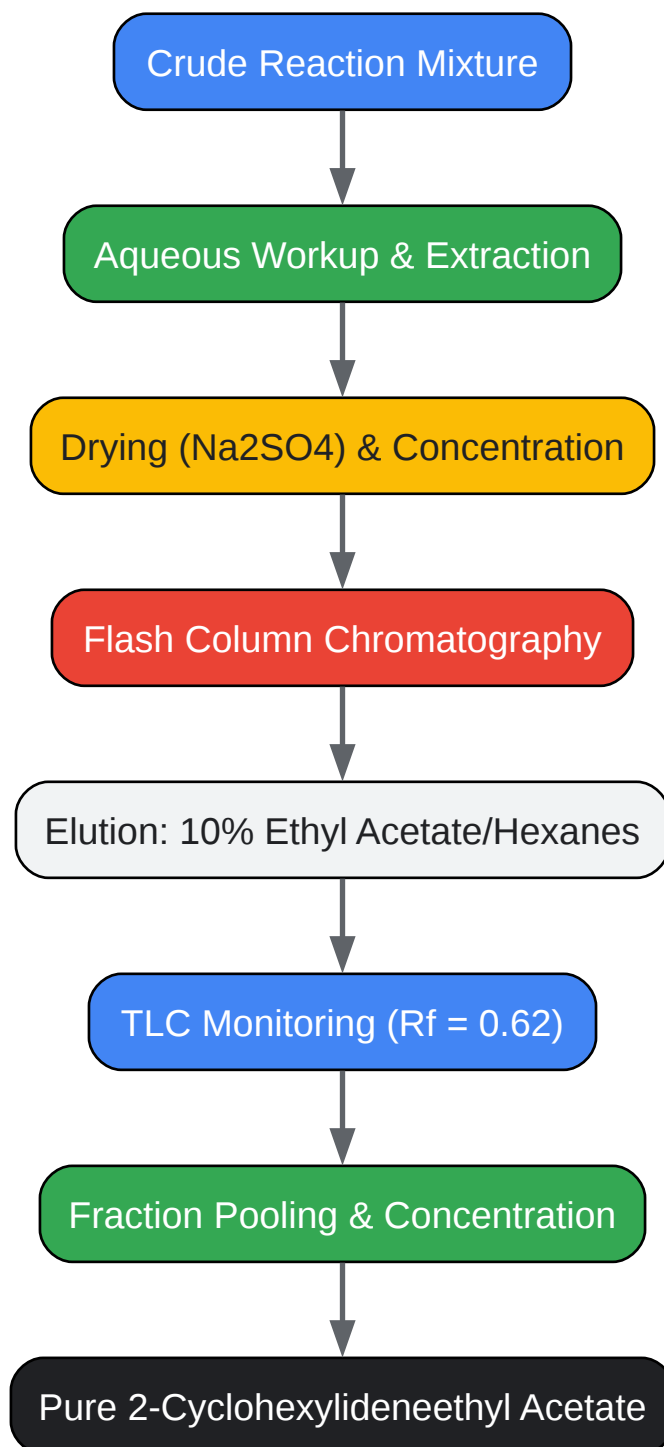 Crude Reaction Mixture
Aqueous Workup & Extraction
Drying (Na2SO4) & Concentration
Flash Column Chromatography
Elution: 10% Ethyl Acetate/Hexanes
TLC Monitoring (Rf = 0.62)
Fraction Pooling & Concentration
Pure 2-Cyclohexylideneethyl Acetate